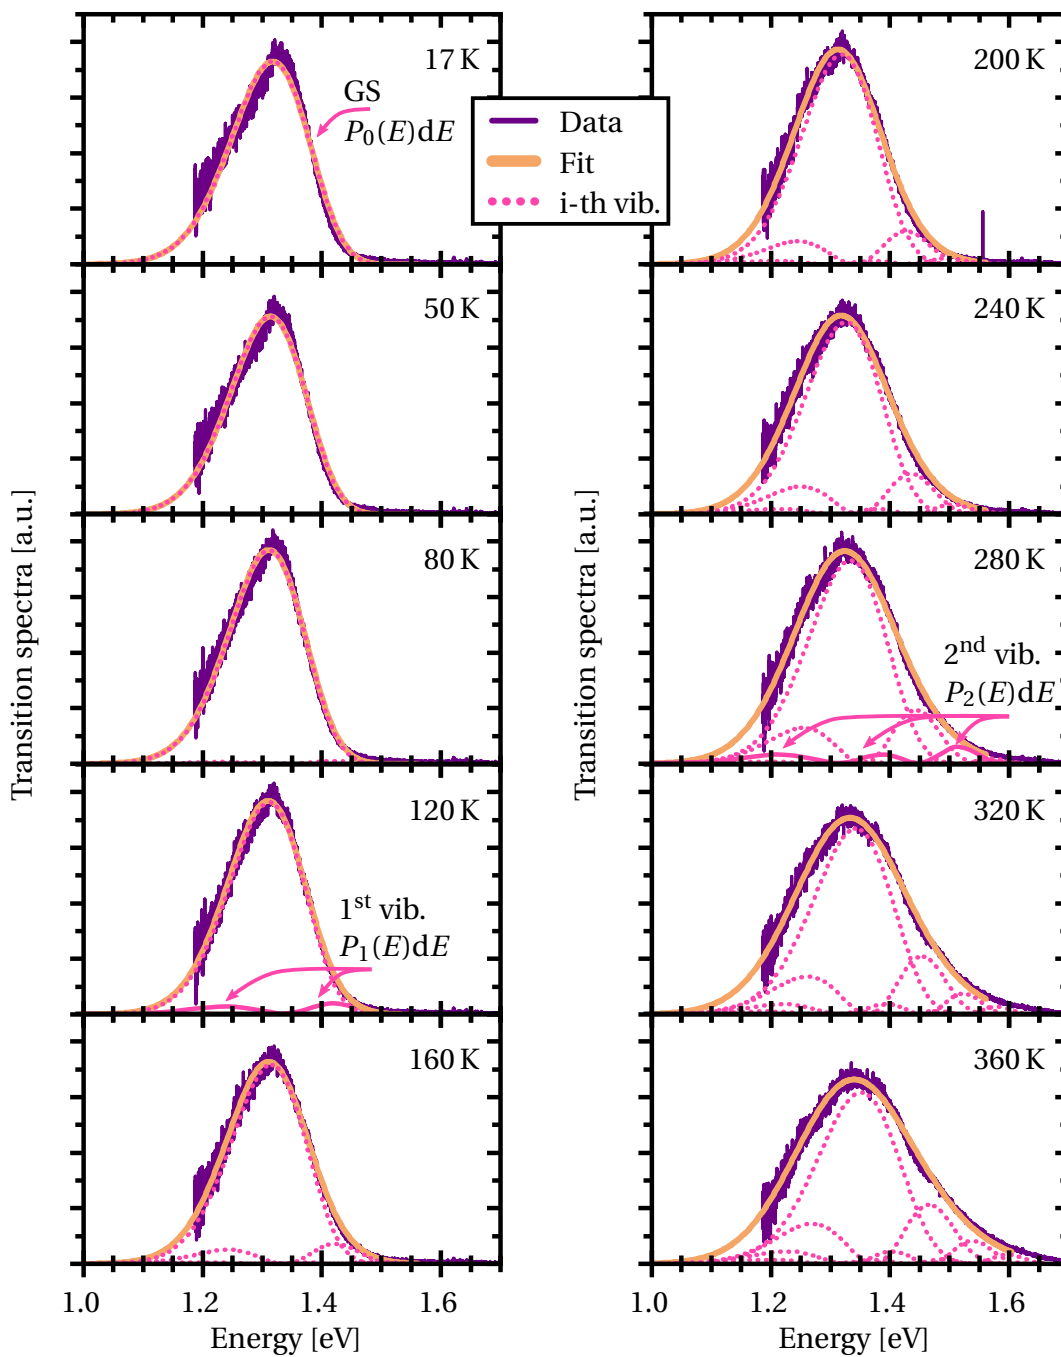 17 K
GS
P₀(E)dE
50 K
80 K
120 K
1st vib.
P₁(E)dE
160 K
1.0 1.2 1.4 1.6
Energy [eV]
Transition spectra [a.u.]
Data
Fit
i-th vib.
200 K
240 K
280 K
2nd vib.
P₂(E)dE
320 K
360 K
1.0 1.2 1.4 1.6
Energy [eV]
Transition spectra [a.u.]